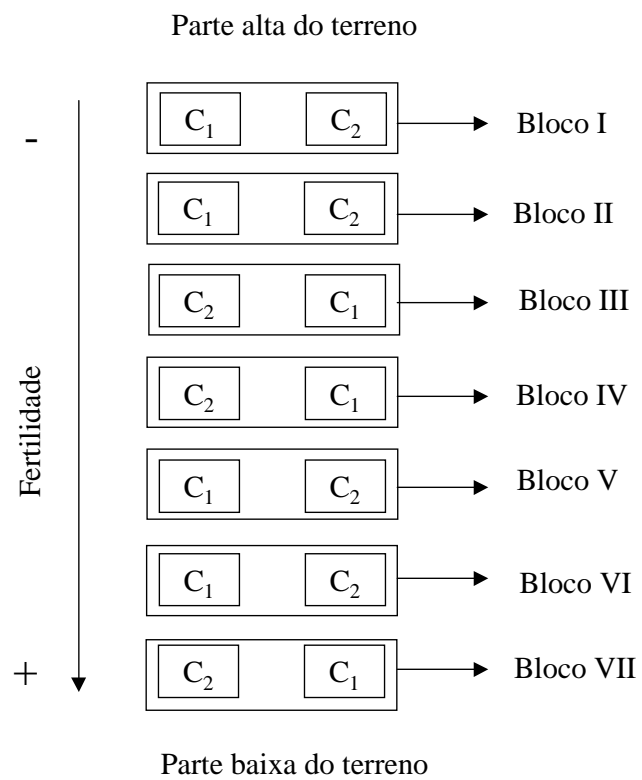 Parte alta do terreno
-
C₁ C₂ Bloco I
C₁ C₂ Bloco II
C₂ C₁ Bloco III
C₂ C₁ Bloco IV
Fertilidade
C₁ C₂ Bloco V
C₁ C₂ Bloco VI
+
C₂ C₁ Bloco VII
Parte baixa do terreno